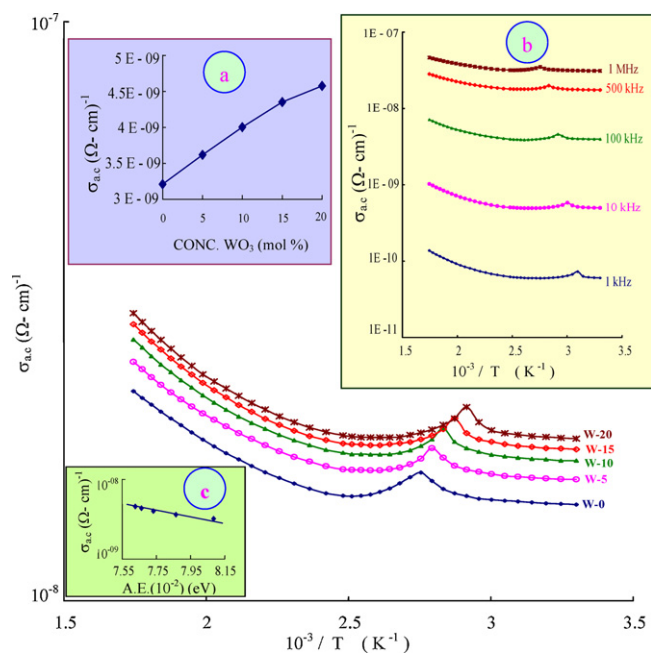 10⁻⁷
10⁻⁸
σa.c (Ω- cm)⁻¹
1.5 2 2.5 3 3.5
10⁻³ / T (K⁻¹)
W-20
W-15
W-10
W-5
W-0
a
5 E - 09
4.5 E - 09
4 E - 09
3.5 E - 09
3 E - 09
σa.c (Ω- cm)⁻¹
0 5 10 15 20
CONC. WO₃ (mol %)
b
1E - 07
1E - 08
1E - 09
1E - 10
1E-11
σa.c (Ω- cm)⁻¹
1 MHz
500 kHz
100 kHz
10 kHz
1 kHz
1.5 2 2.5 3 3.5
10⁻³ / T (K⁻¹)
c
10⁻⁰⁸
10⁻⁰⁹
σa.c (Ω- cm)⁻¹
7.55 7.75 7.95 8.15
A.E.(10⁻²) (eV)